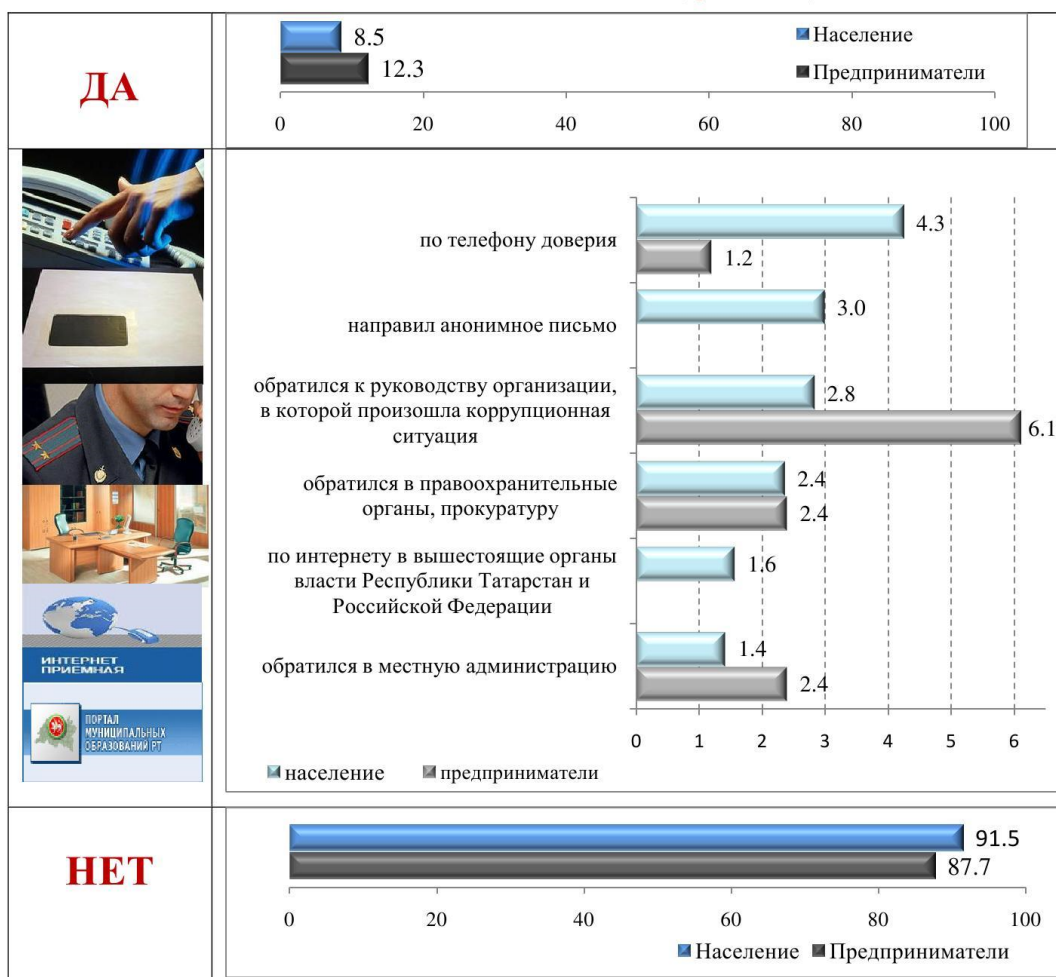 ДА
8.5
12.3
Население
Предприниматели
0 20 40 60 80 100
по телефону доверия
4.3
1.2
направил анонимное письмо
3.0
обратился к руководству организации,
в которой произошла коррупционная
ситуация
2.8
6.1
обратился в правоохранительные
органы, прокуратуру
2.4
2.4
по интернету в вышестоящие органы
власти Республики Татарстан и
Российской Федерации
1.6
обратился в местную администрацию
1.4
2.4
0 1 2 3 4 5 6
население предприниматели
ИНТЕРНЕТ
ПРИЕМНАЯ
ПОРТАЛ
МУНИЦИПАЛЬНЫХ
ОБРАЗОВАНИЙ РТ
НЕТ
91.5
87.7
0 20 40 60 80 100
Население Предприниматели